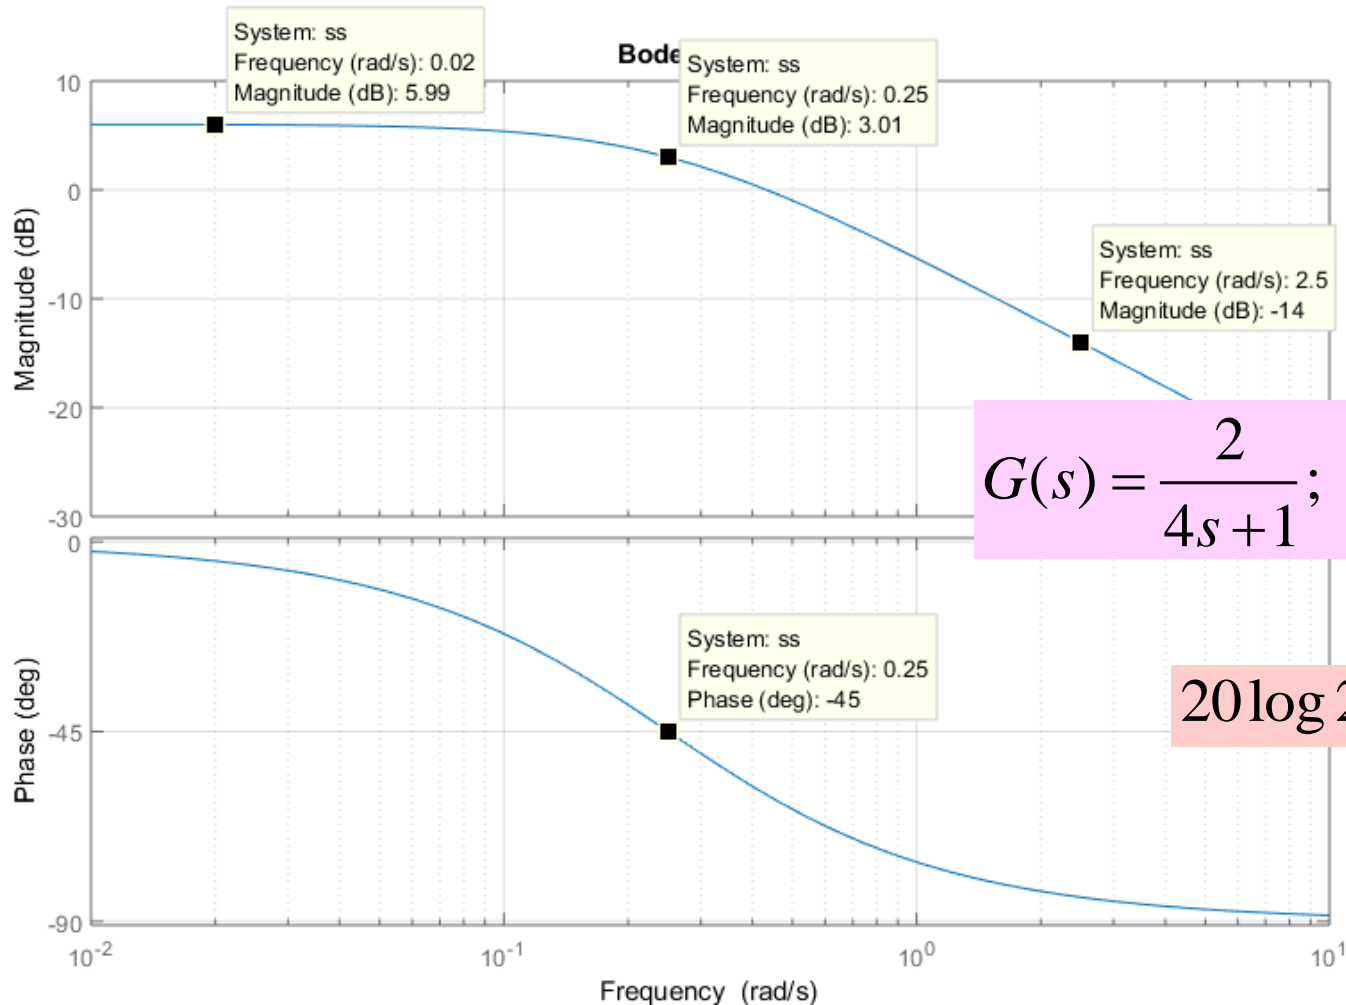 System: ss
Frequency (rad/s): 0.02
Magnitude (dB): 5.99
Bode
System: ss
Frequency (rad/s): 0.25
Magnitude (dB): 3.01
System: ss
Frequency (rad/s): 2.5
Magnitude (dB): -14
10
0
-10
-20
-30
Magnitude (dB)
G(s) = 2 / (4s + 1) ;
System: ss
Frequency (rad/s): 0.25
Phase (deg): -45
20 log 2
0
-45
-90
Phase (deg)
10^-2
10^-1
10^0
10^1
Frequency (rad/s)